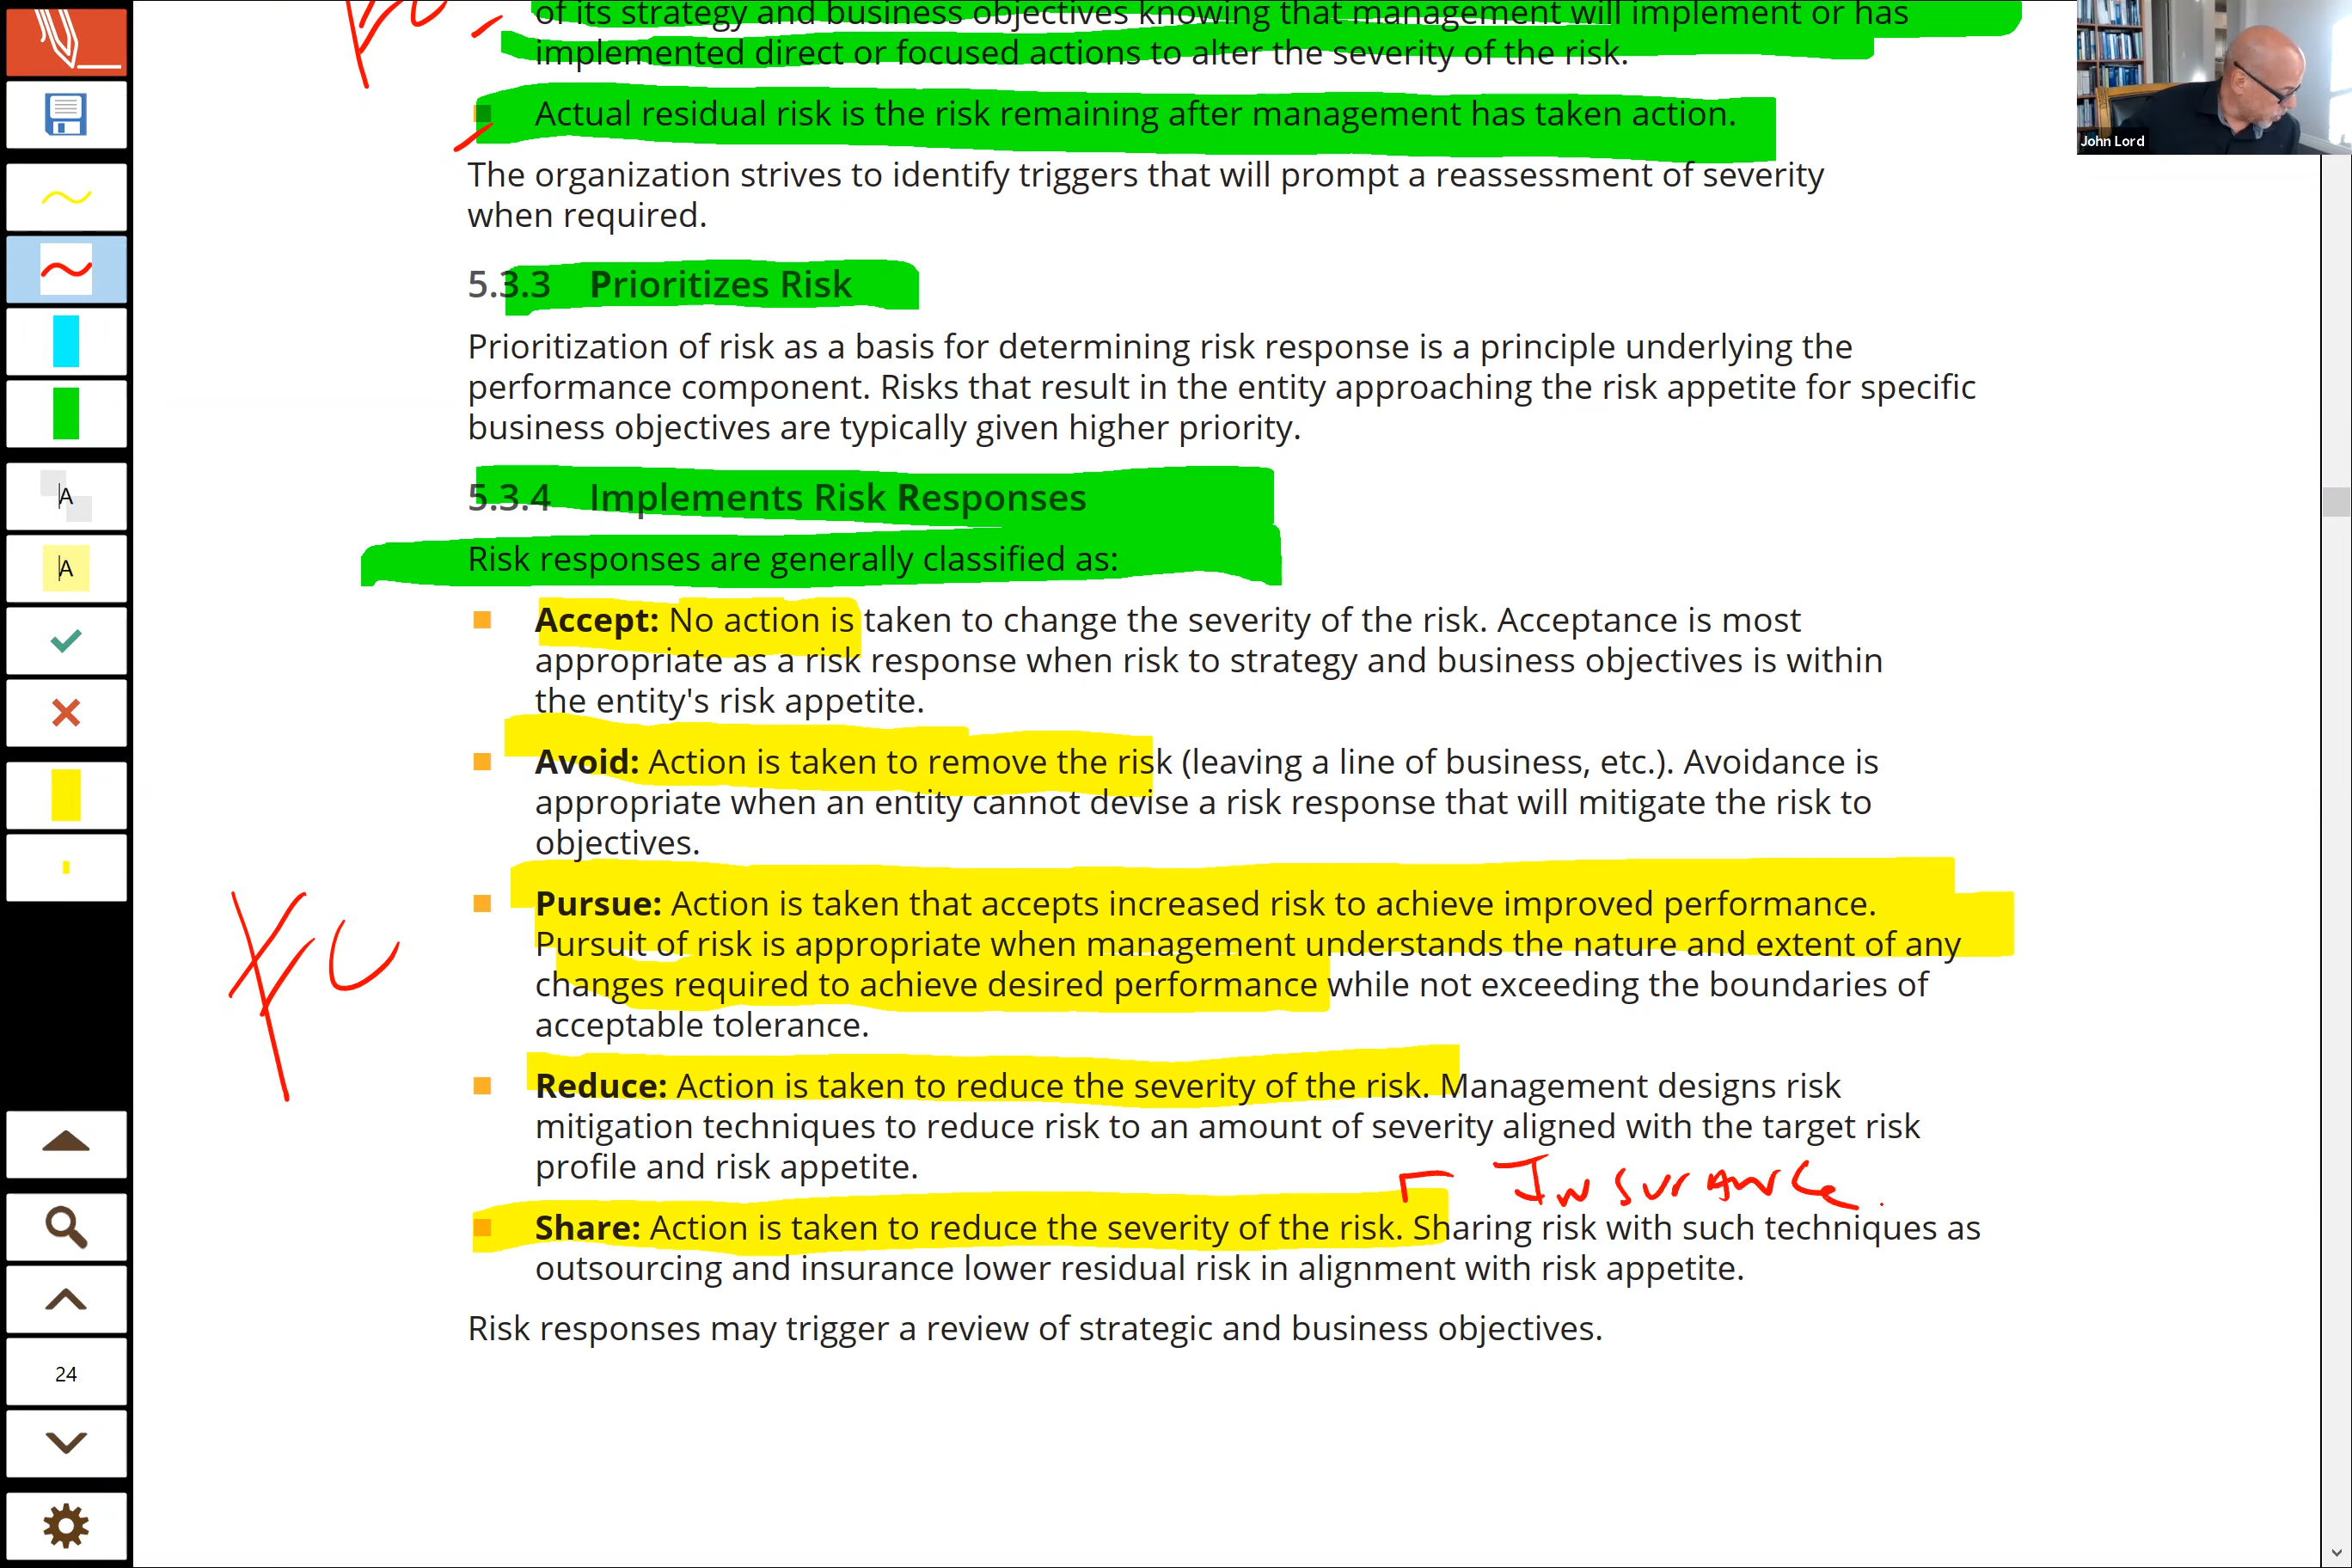 of its strategy and business objectives knowing that management will implement or has
implemented direct or focused actions to alter the severity of the risk.
John Lord
Actual residual risk is the risk remaining after management has taken action.
The organization strives to identify triggers that will prompt a reassessment of severity
when required.
5.3.3 Prioritizes Risk
Prioritization of risk as a basis for determining risk response is a principle underlying the
performance component. Risks that result in the entity approaching the risk appetite for specific
business objectives are typically given higher priority.
5.3.4 Implements Risk Responses
A
Risk responses are generally classified as:
A
Accept: No action is taken to change the severity of the risk. Acceptance is most
appropriate as a risk response when risk to strategy and business objectives is within
the entity's risk appetite.
Avoid: Action is taken to remove the risk (leaving a line of business, etc.). Avoidance is
appropriate when an entity cannot devise a risk response that will mitigate the risk to
objectives.
Pursue: Action is taken that accepts increased risk to achieve improved performance.
Pursuit of risk is appropriate when management understands the nature and extent of any
changes required to achieve desired performance while not exceeding the boundaries of
acceptable tolerance.
Reduce: Action is taken to reduce the severity of the risk. Management designs risk
mitigation techniques to reduce risk to an amount of severity aligned with the target risk
profile and risk appetite.
Insurance.
Share: Action is taken to reduce the severity of the risk. Sharing risk with such techniques as
outsourcing and insurance lower residual risk in alignment with risk appetite.
Risk responses may trigger a review of strategic and business objectives.
24